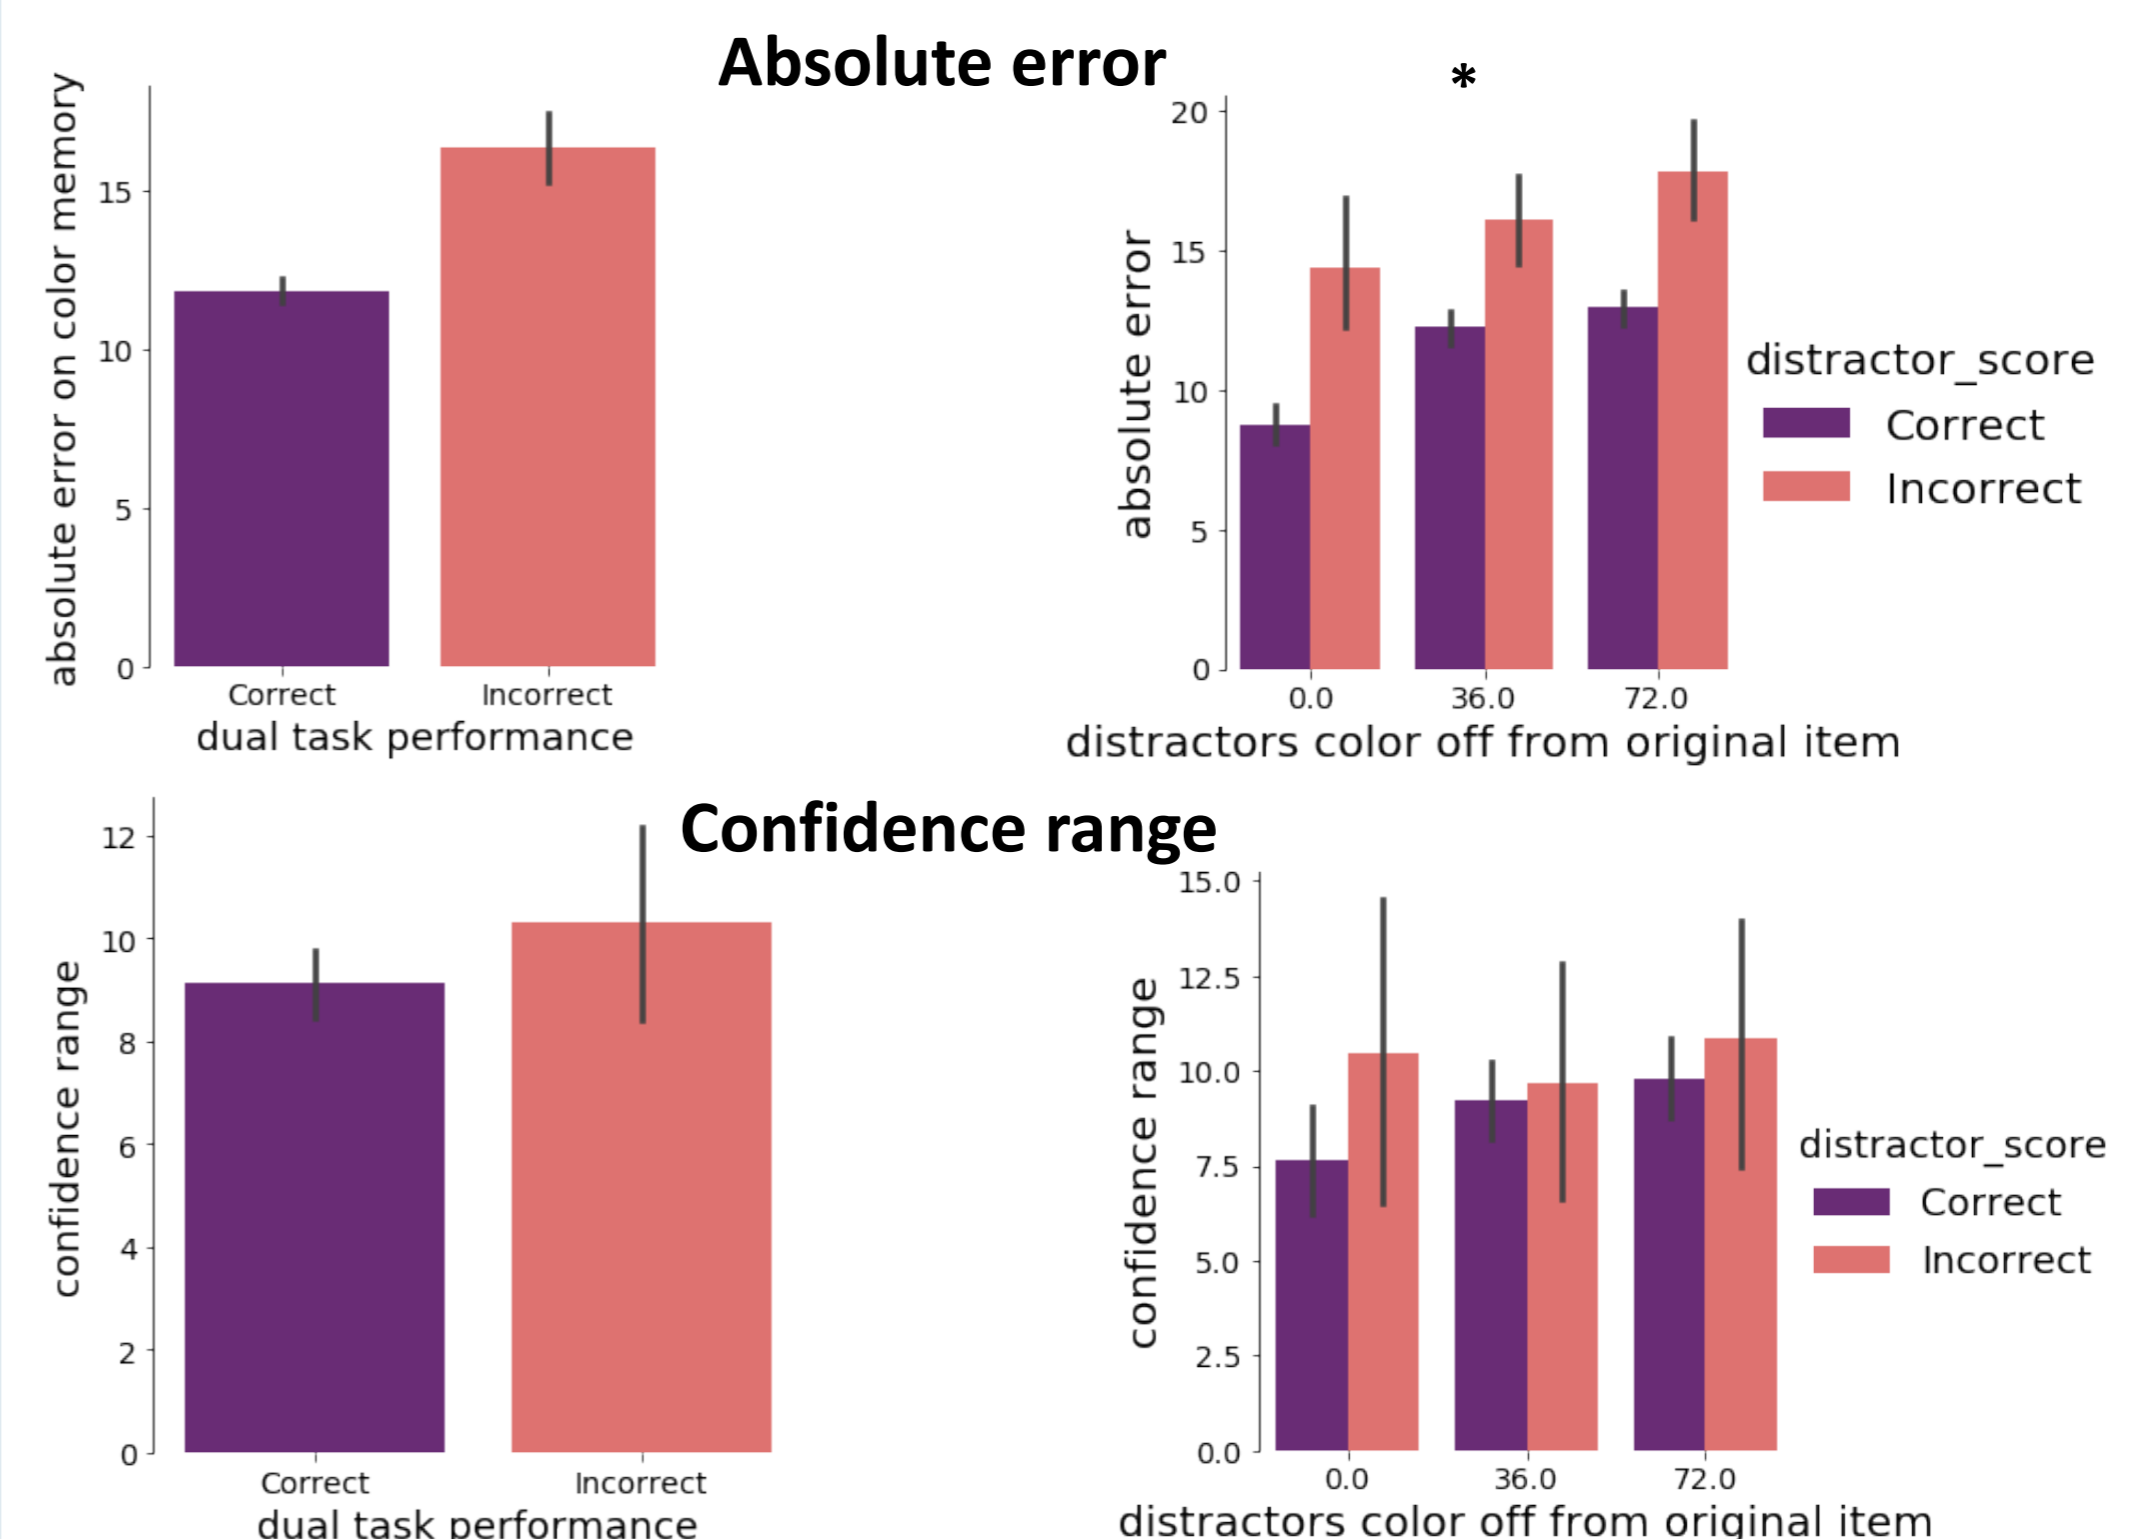 Absolute error
absolute error on color memory
15
10
5
0
Correct
Incorrect
dual task performance
*
absolute error
20
15
10
5
0
0.0
36.0
72.0
distractors color off from original item
distractor_score
Correct
Incorrect
Confidence range
confidence range
12
10
8
6
4
2
0
Correct
Incorrect
dual task performance
confidence range
15.0
12.5
10.0
7.5
5.0
2.5
0.0
0.0
36.0
72.0
distractors color off from original item
distractor_score
Correct
Incorrect